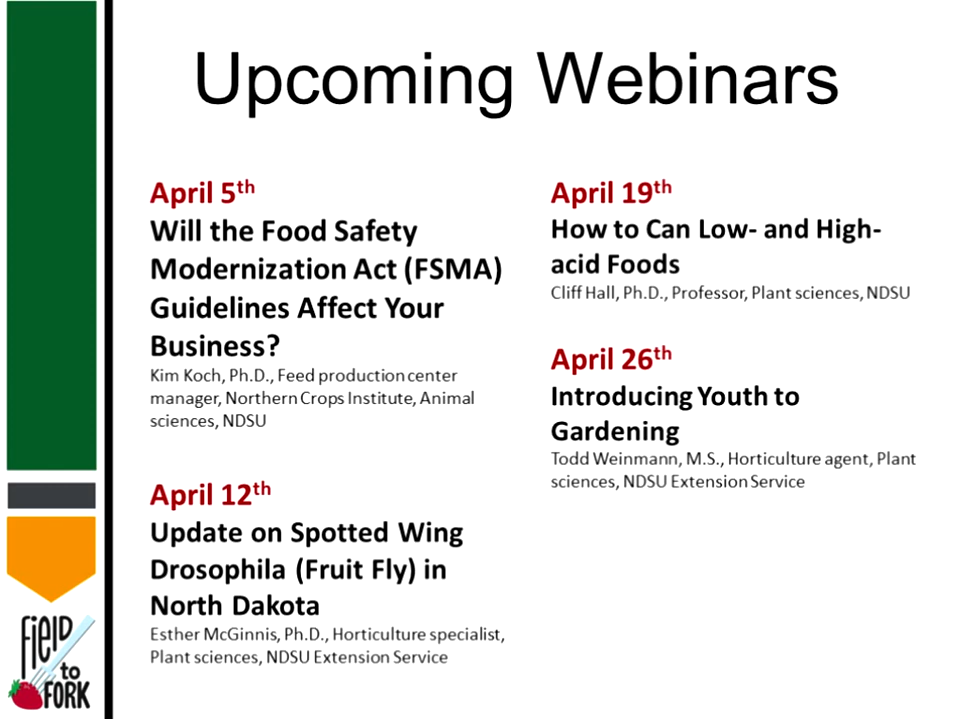 Upcoming Webinars
April 5th
Will the Food Safety
Modernization Act (FSMA)
Guidelines Affect Your
Business?
Kim Koch, Ph.D., Feed production center
manager, Northern Crops Institute, Animal
sciences, NDSU
April 12th
Update on Spotted Wing
Drosophila (Fruit Fly) in
North Dakota
Esther McGinnis, Ph.D., Horticulture specialist,
Plant sciences, NDSU Extension Service
April 19th
How to Can Low- and High-
acid Foods
Cliff Hall, Ph.D., Professor, Plant sciences, NDSU
April 26th
Introducing Youth to
Gardening
Todd Weinmann, M.S., Horticulture agent, Plant
sciences, NDSU Extension Service
FiELD
to
FORK